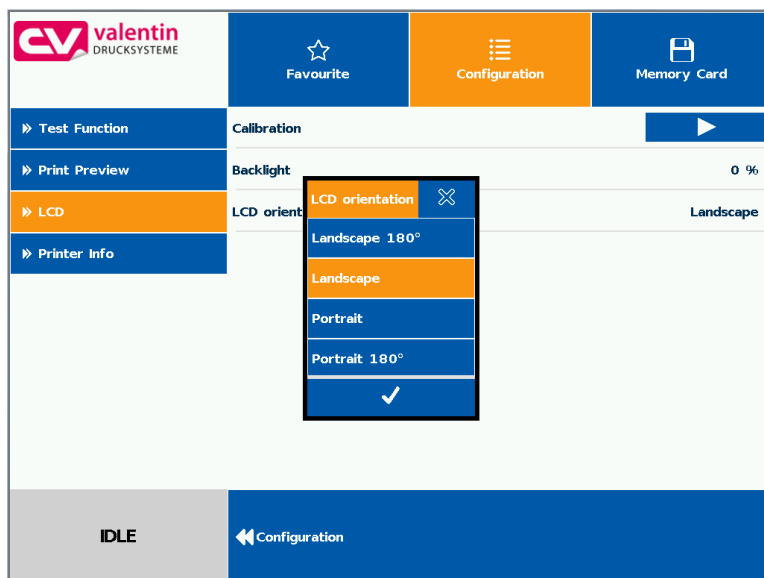 CV valentin
DRUCKSYSTEME
Favourite
Configuration
Memory Card
Test Function
Print Preview
LCD
Printer Info
Calibration
Backlight 0 %
LCD orient Landscape
LCD orientation
Landscape 180°
Landscape
Portrait
Portrait 180°
IDLE
Configuration